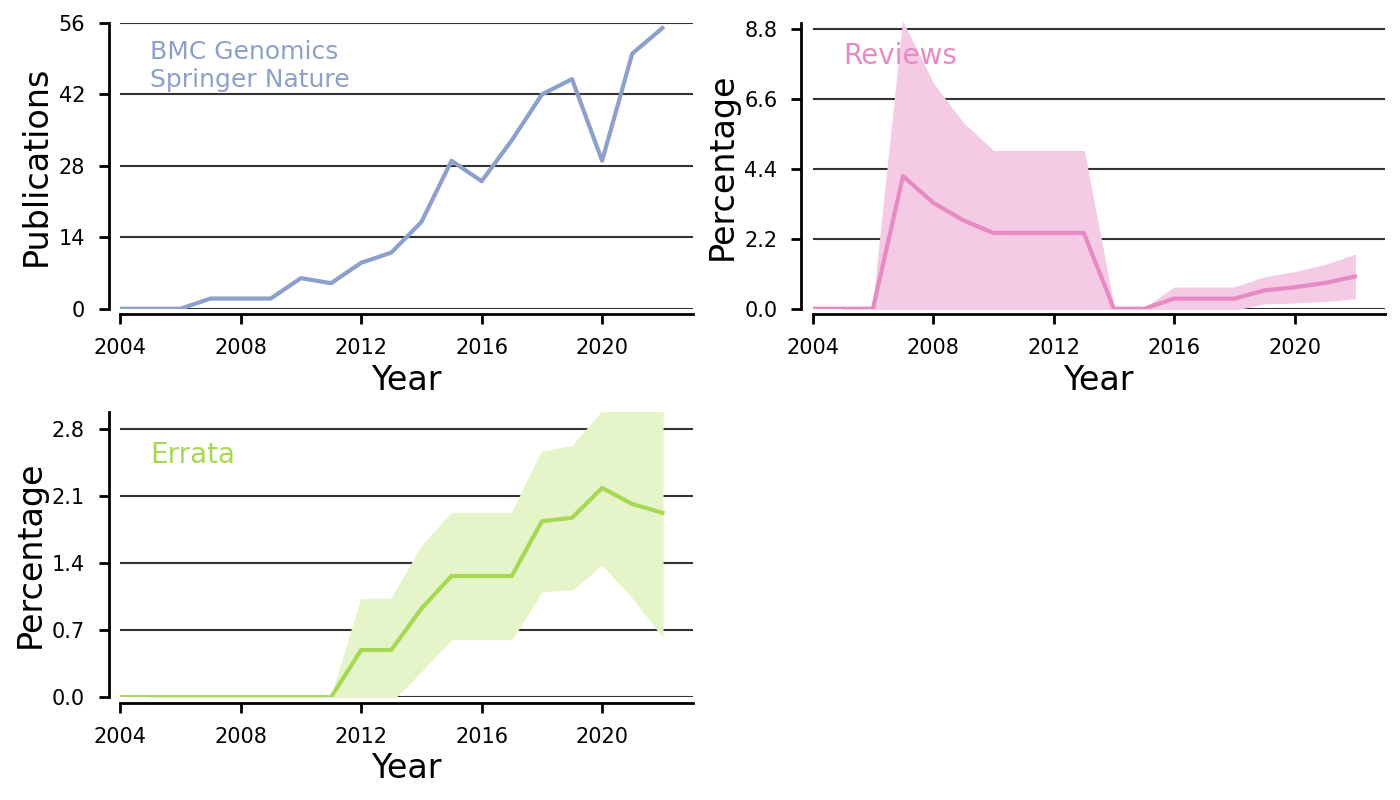 Publications
56
42
28
14
0
BMC Genomics
Springer Nature
2004 2008 2012 2016 2020
Year
Percentage
8.8
6.6
4.4
2.2
0.0
Reviews
2004 2008 2012 2016 2020
Year
Percentage
2.8
2.1
1.4
0.7
0.0
Errata
2004 2008 2012 2016 2020
Year